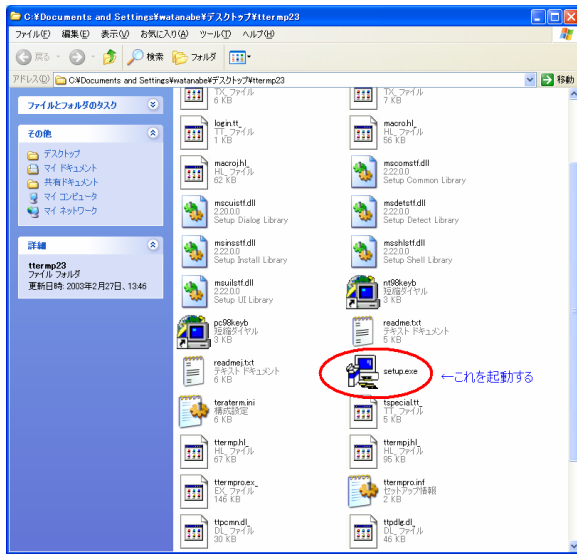 C:¥Documents and Settings¥watanabe¥デスクトップ¥ttermp23
ファイル(F) 編集(E) 表示(V) お気に入り(A) ツール(T) ヘルプ(H)
戻る 検索 フォルダ
アドレス(D) C:¥Documents and Settings¥watanabe¥デスクトップ¥ttermp23 移動
ファイルとフォルダのタスク
その他
デスクトップ
マイ ドキュメント
共有ドキュメント
マイ コンピュータ
マイ ネットワーク
詳細
ttermp23
ファイル フォルダ
更新日時: 2003年2月27日、13:46
TX_ファイル
6 KB
TX_ファイル
7 KB
login.tt_
TT_ファイル
1 KB
macro.hl_
HL_ファイル
56 KB
macroj.hl_
HL_ファイル
62 KB
mscomstf.dll
2.22.0.0
Setup Common Library
mscuistf.dll
2.22.0.0
Setup Dialog Library
msdetstf.dll
2.22.0.0
Setup Detect Library
msinsstf.dll
2.22.0.0
Setup Install Library
msshlstf.dll
2.22.0.0
Setup Shell Library
msuilstf.dll
2.22.0.0
Setup UI Library
nt98keyb
短縮ダイヤル
3 KB
pc98keyb
短縮ダイヤル
3 KB
readme.txt
テキスト ドキュメント
5 KB
readmej.txt
テキスト ドキュメント
6 KB
setup.exe
←これを起動する
teraterm.ini
構成設定
6 KB
tspecial.tt_
TT_ファイル
5 KB
ttermp.hl_
HL_ファイル
67 KB
ttermpj.hl_
HL_ファイル
95 KB
ttermpro.ex_
EX_ファイル
146 KB
ttermpro.inf
セットアップ情報
2 KB
ttpcmn.dl_
DL_ファイル
30 KB
ttpdlg.dl_
DL_ファイル
46 KB